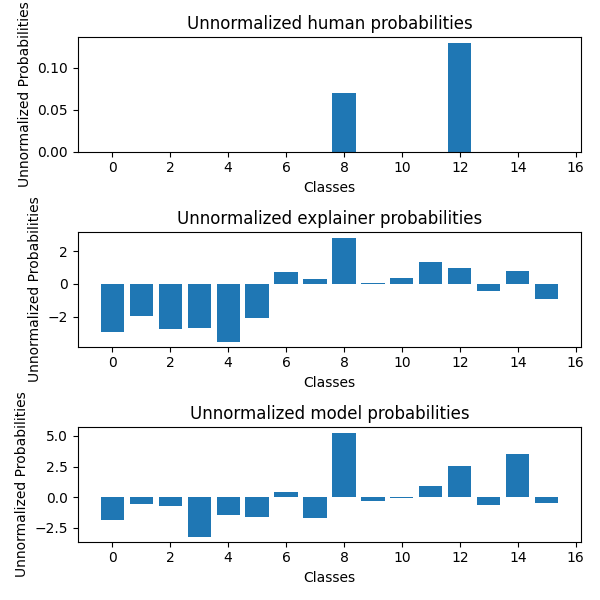 Unnormalized human probabilities
Unnormalized Probabilities
0.10
0.05
0.00
0 2 4 6 8 10 12 14 16
Classes
Unnormalized explainer probabilities
Unnormalized Probabilities
2
0
−2
0 2 4 6 8 10 12 14 16
Classes
Unnormalized model probabilities
Unnormalized Probabilities
5.0
2.5
0.0
−2.5
0 2 4 6 8 10 12 14 16
Classes